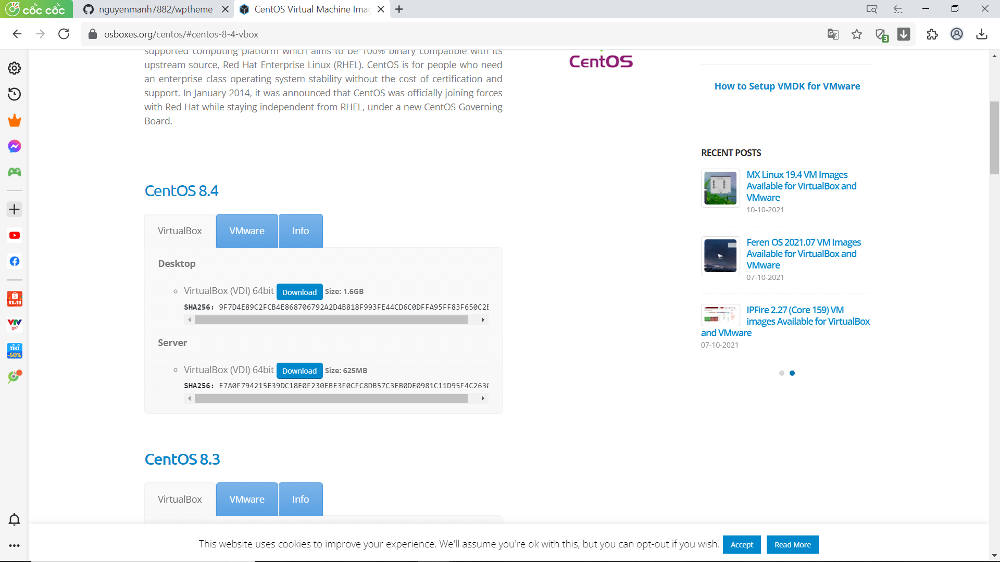 cốc cốc
nguyenmanh7882/wptheme
CentOS Virtual Machine Imag
osboxes.org/centos/#centos-8-4-vbox
3
supported computing platform which aims to be 100% binary compatible with its
upstream source, Red Hat Enterprise Linux (RHEL). CentOS is for people who need
an enterprise class operating system stability without the cost of certification and
support. In January 2014, it was announced that CentOS was officially joining forces
with Red Hat while staying independent from RHEL, under a new CentOS Governing
Board.
CentOS
How to Setup VMDK for VMware
RECENT POSTS
MX Linux 19.4 VM Images
Available for VirtualBox and
VMware
10-10-2021
Feren OS 2021.07 VM Images
Available for VirtualBox and
VMware
07-10-2021
IPFire 2.27 (Core 159) VM
images Available for VirtualBox
and VMware
07-10-2021
CentOS 8.4
VirtualBox VMware Info
Desktop
VirtualBox (VDI) 64bit Download Size: 1.6GB
SHA256: 9F7D4E89C2FCB4E868706792A2D4B818F993FE44CD6C0DFFA95FF83F650C2E
Server
VirtualBox (VDI) 64bit Download Size: 625MB
SHA256: E7A0F794215E39DC18E0F230EBE3F0CFC8DB57C3EB0DE0981C11D95F4C2630
CentOS 8.3
VirtualBox VMware Info
11.11
VTV
go
TIKI
-50%
This website uses cookies to improve your experience. We'll assume you're ok with this, but you can opt-out if you wish. Accept Read More